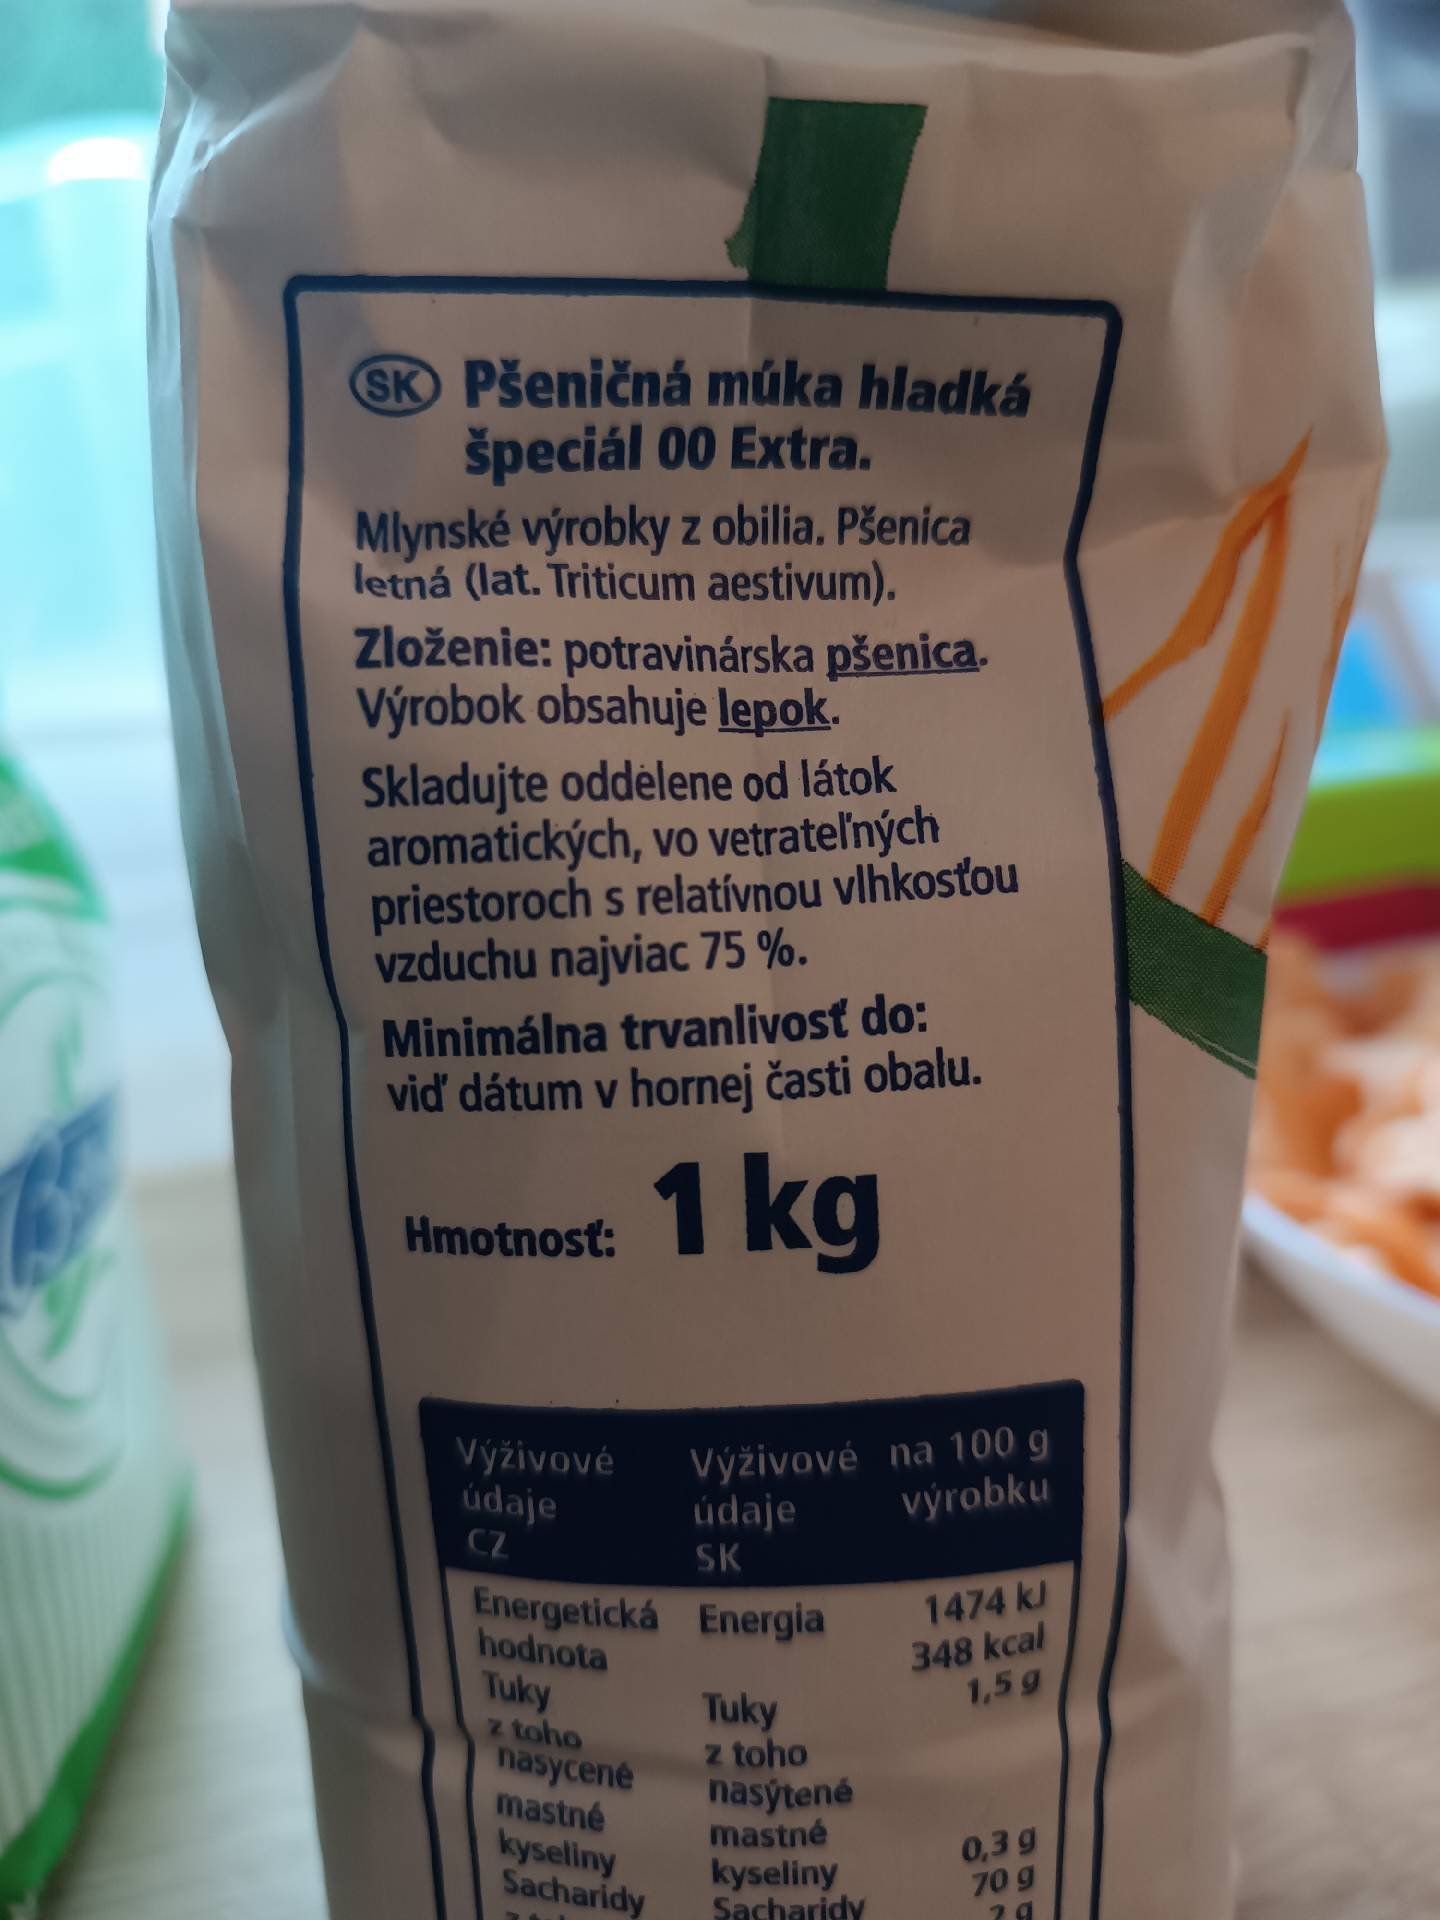 SK Pšeničná múka hladká
špeciál 00 Extra.
Mlynské výrobky z obilia. Pšenica
letná (lat. Triticum aestivum).
Zloženie: potravinárska pšenica.
Výrobok obsahuje lepok.
Skladujte oddelene od látok
aromatických, vo vetrateľných
priestoroch s relatívnou vlhkosťou
vzduchu najviac 75 %.
Minimálna trvanlivosť do:
viď dátum v hornej časti obalu.
Hmotnosť: 1 kg
Výživové Výživové na 100 g
údaje údaje výrobku
CZ SK
Energetická Energia 1474 kJ
hodnota 348 kcal
Tuky Tuky 1,5 g
z toho z toho
nasycené nasýtené
mastné mastné
kyseliny kyseliny 0,3 g
Sacharidy Sacharidy 70 g